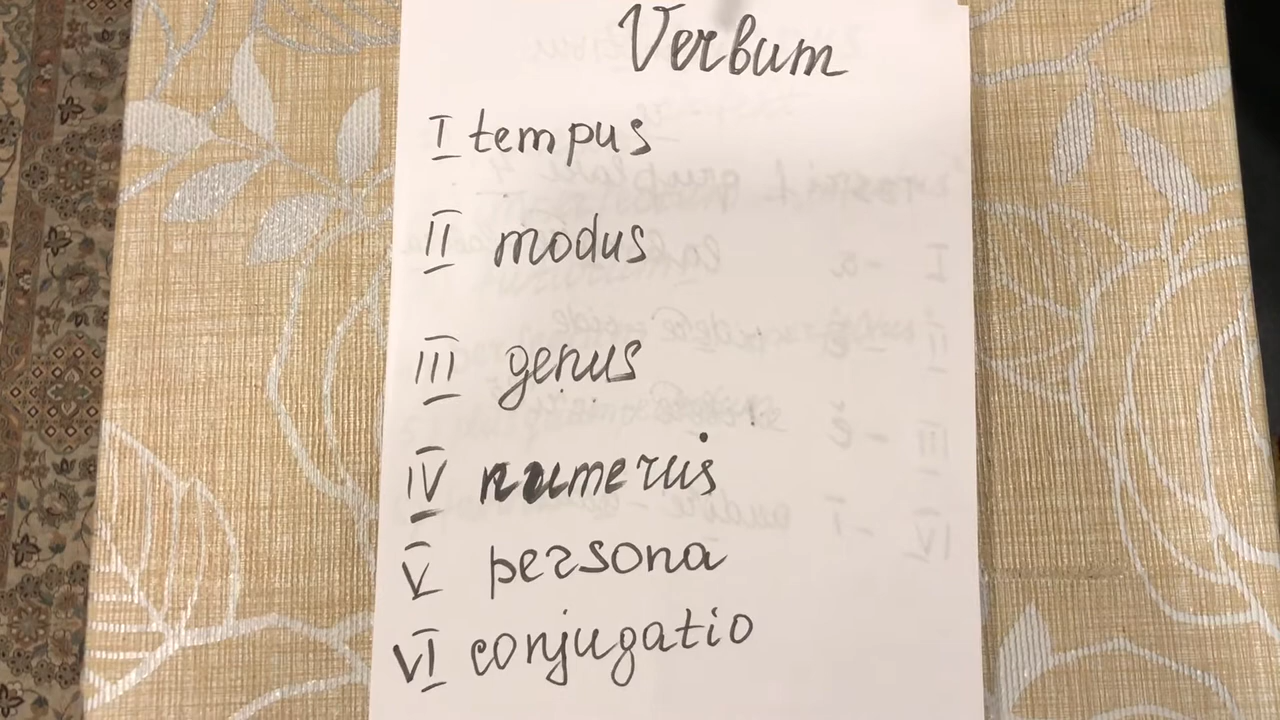 Verbum
I tempus
II modus
III genus
IV numerus
V persona
VI conjugatio